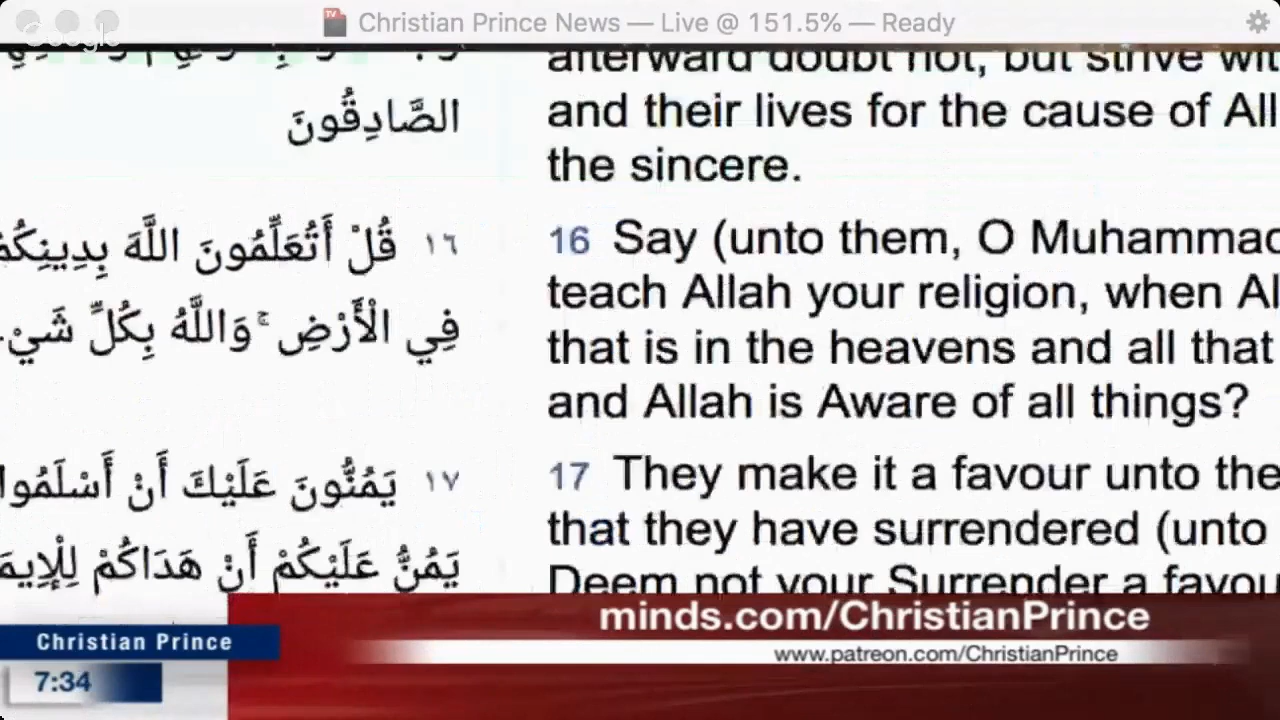 Christian Prince News — Live @ 151.5% — Ready
Google
الصَّادِقُونَ
١٦ قُلْ أَتُعَلِّمُونَ اللَّهَ بِدِينِكُمْ
فِي الْأَرْضِ ۚ وَاللَّهُ بِكُلِّ شَيْ
١٧ يَمُنُّونَ عَلَيْكَ أَنْ أَسْلَمُوا
يَمُنُّ عَلَيْكُمْ أَنْ هَدَاكُمْ لِلْإِيمَ
afterward doubt not, but strive wit
and their lives for the cause of All
the sincere.
16 Say (unto them, O Muhammad
teach Allah your religion, when Al
that is in the heavens and all that
and Allah is Aware of all things?
17 They make it a favour unto the
that they have surrendered (unto
Deem not your Surrender a favou
minds.com/ChristianPrince
www.patreon.com/ChristianPrince
Christian Prince
7:34